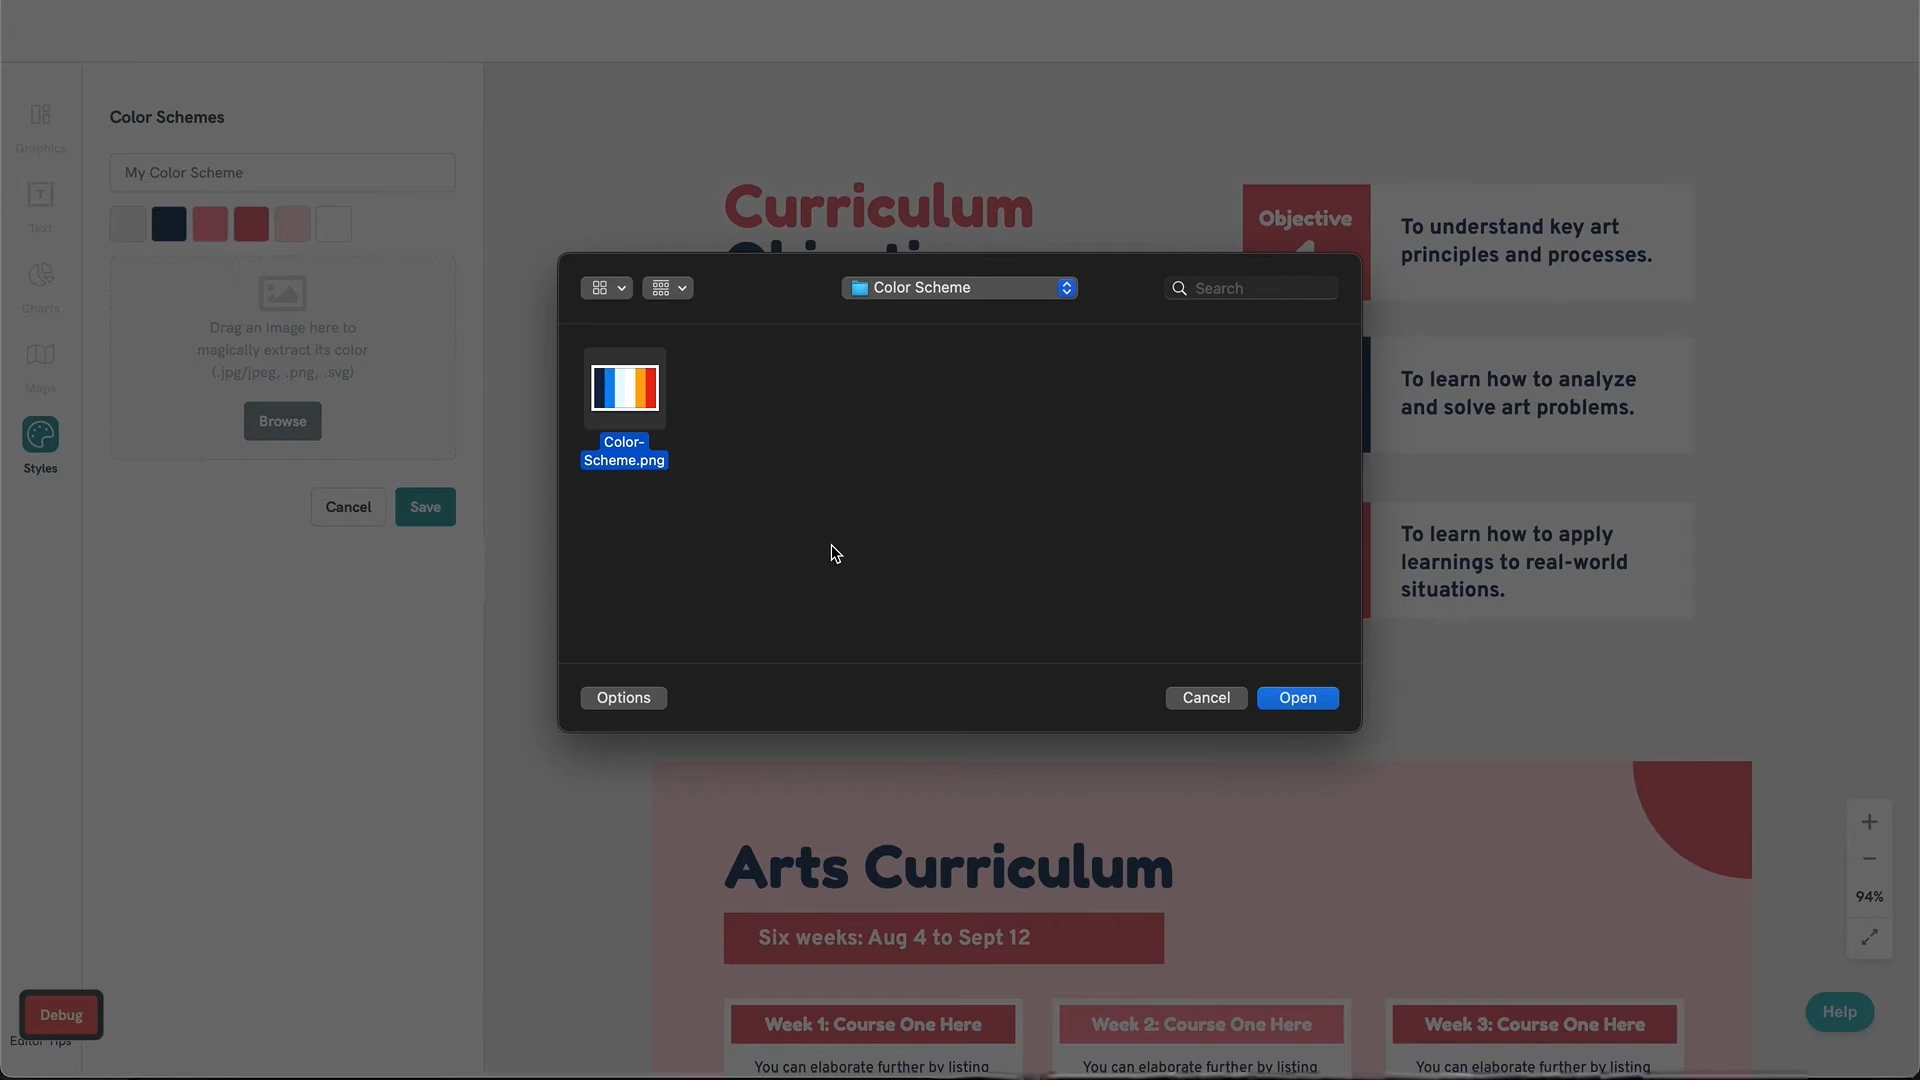 Graphics
Text
Charts
Maps
Styles
Color Schemes
My Color Scheme
Drag an image here to
magically extract its color
(.jpg/jpeg, .png, .svg)
Browse
Cancel
Save
Color Scheme
Search
Color-
Scheme.png
Options
Cancel
Open
Curriculum
Objective
To understand key art
principles and processes.
To learn how to analyze
and solve art problems.
To learn how to apply
learnings to real-world
situations.
Arts Curriculum
Six weeks: Aug 4 to Sept 12
Week 1: Course One Here
You can elaborate further by listing
Week 2: Course One Here
You can elaborate further by listing
Week 3: Course One Here
You can elaborate further by listing
94%
Help
Debug
Editor Tips